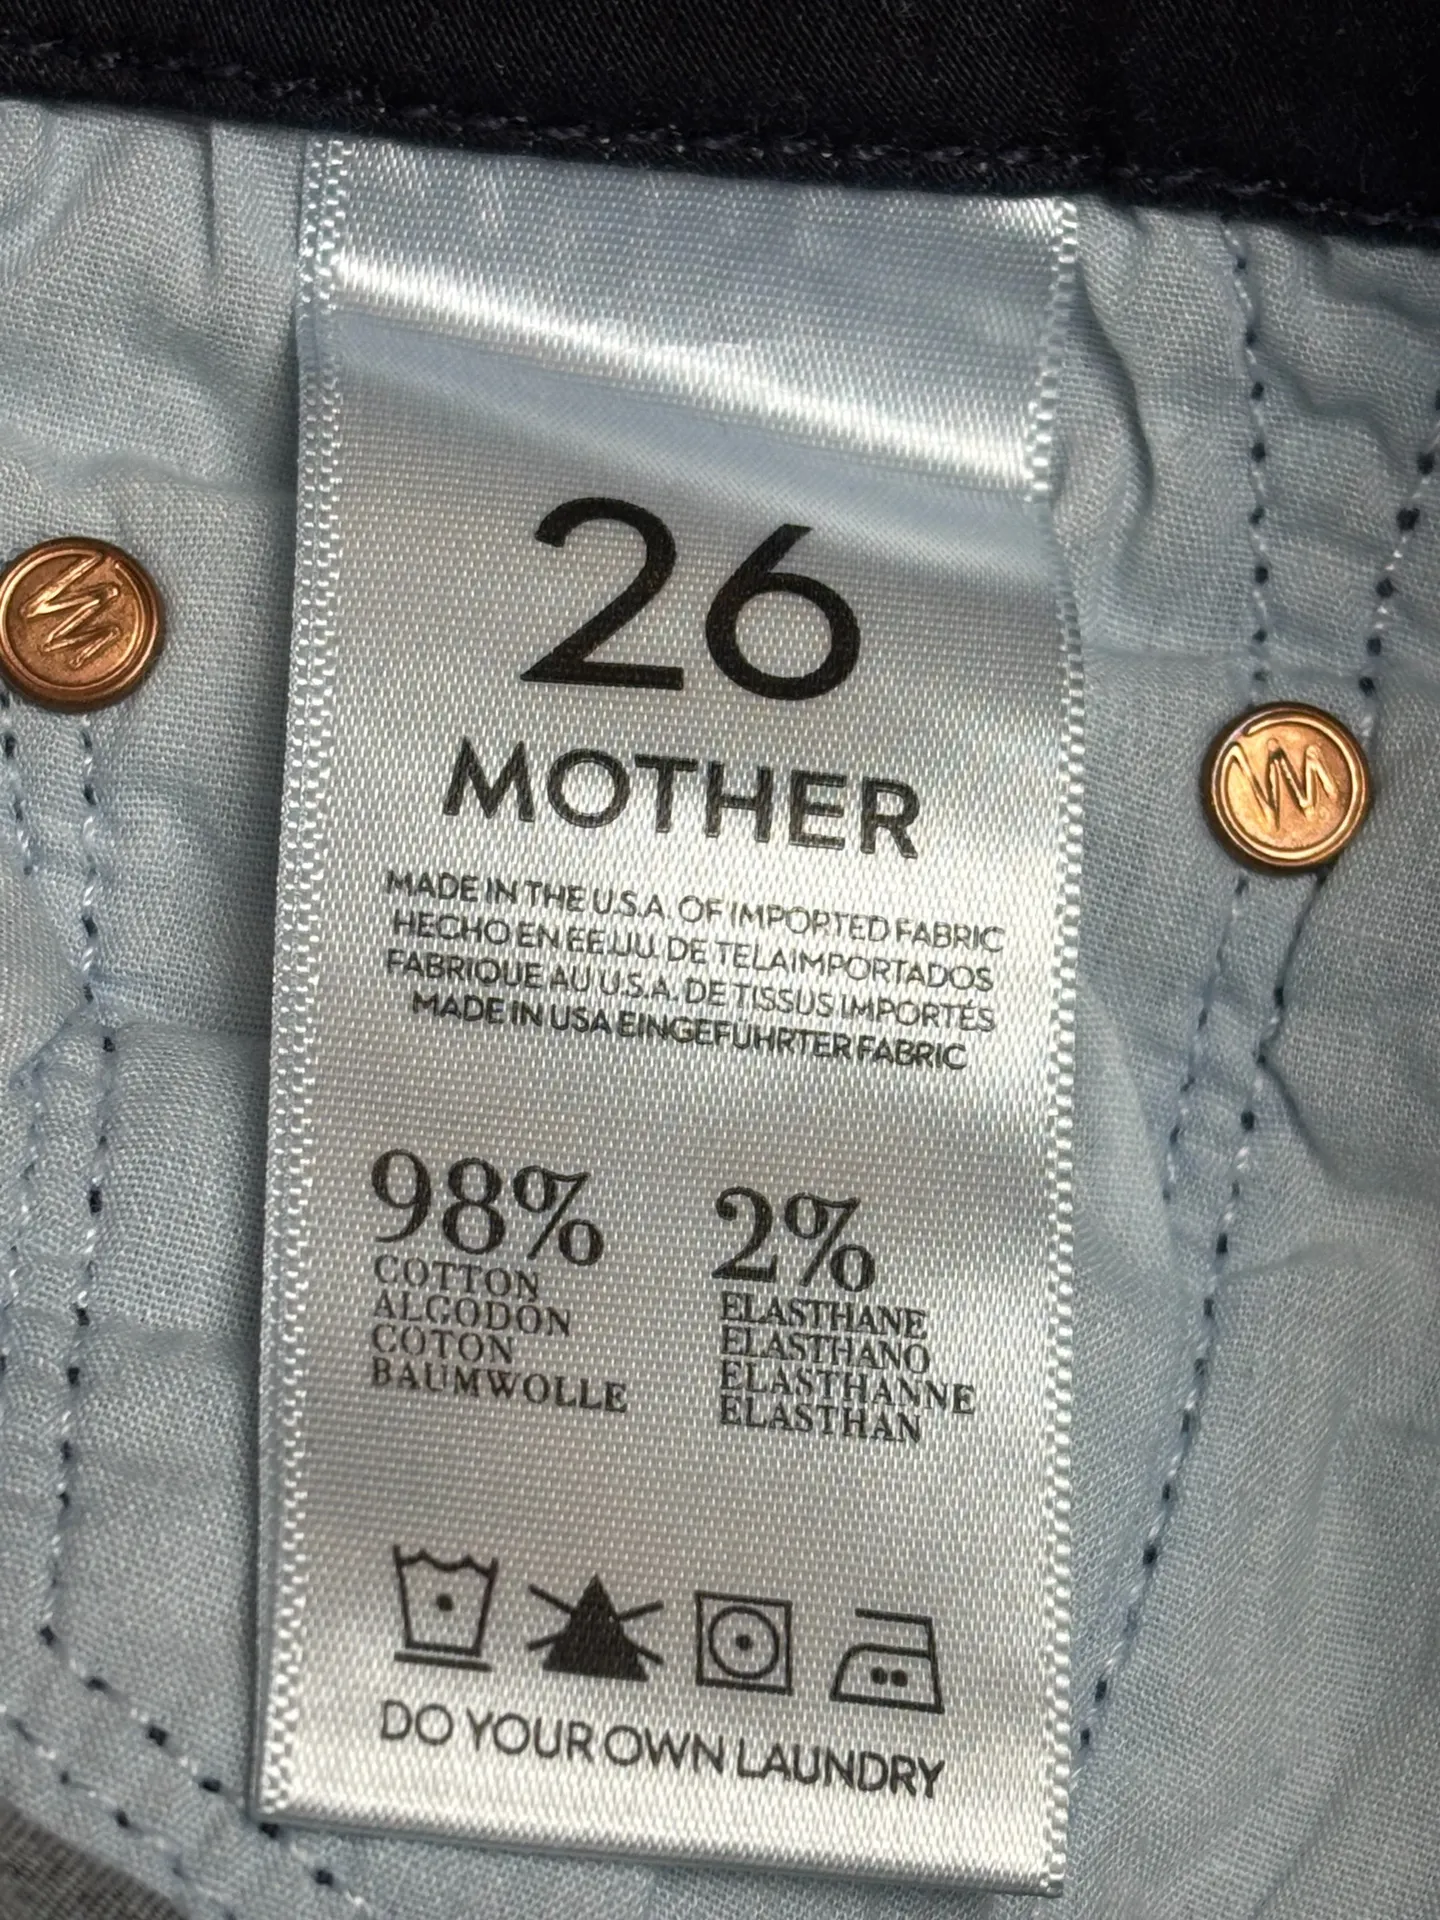 26
MOTHER
MADE IN THE U.S.A. OF IMPORTED FABRIC
HECHO EN EE.UU. DE TELA IMPORTADOS
FABRIQUE AU U.S.A. DE TISSUS IMPORTÉS
MADE IN USA EINGEFUHRTER FABRIC
98%
COTTON
ALGODÓN
COTON
BAUMWOLLE
2%
ELASTHANE
ELASTHANO
ELASTHANNE
ELASTHAN
DO YOUR OWN LAUNDRY